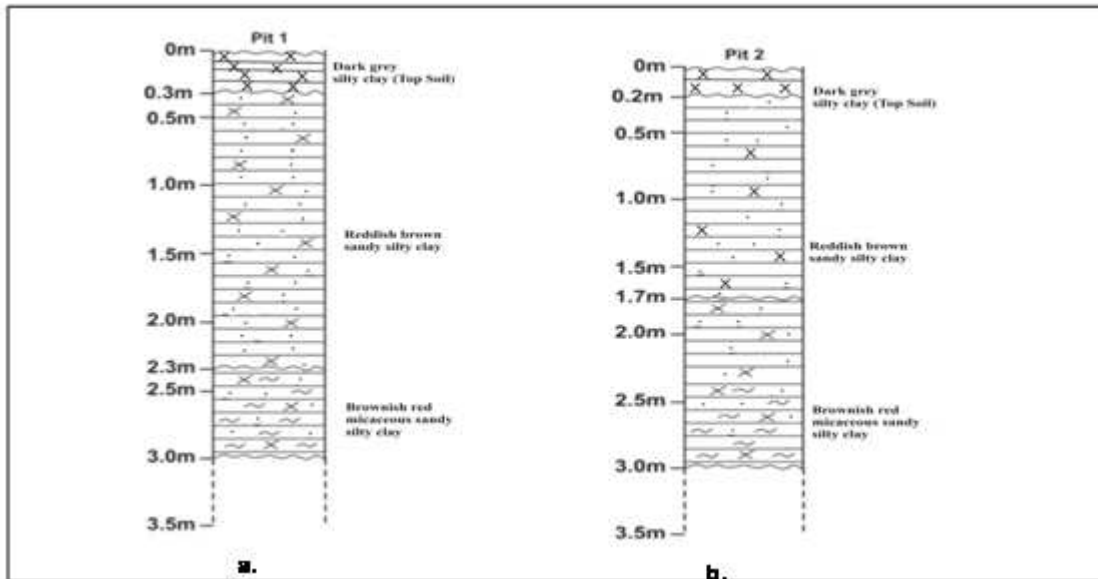 Pit 1
0m
Dark grey
silty clay (Top Soil)
0.3m
0.5m
1.0m
Reddish brown
sandy silty clay
1.5m
2.0m
2.3m
2.5m
Brownish red
micaceous sandy
silty clay
3.0m
3.5m
a.
Pit 2
0m
Dark grey
silty clay (Top Soil)
0.2m
0.5m
1.0m
Reddish brown
sandy silty clay
1.5m
1.7m
2.0m
2.5m
Brownish red
micaceous sandy
silty clay
3.0m
3.5m
b.